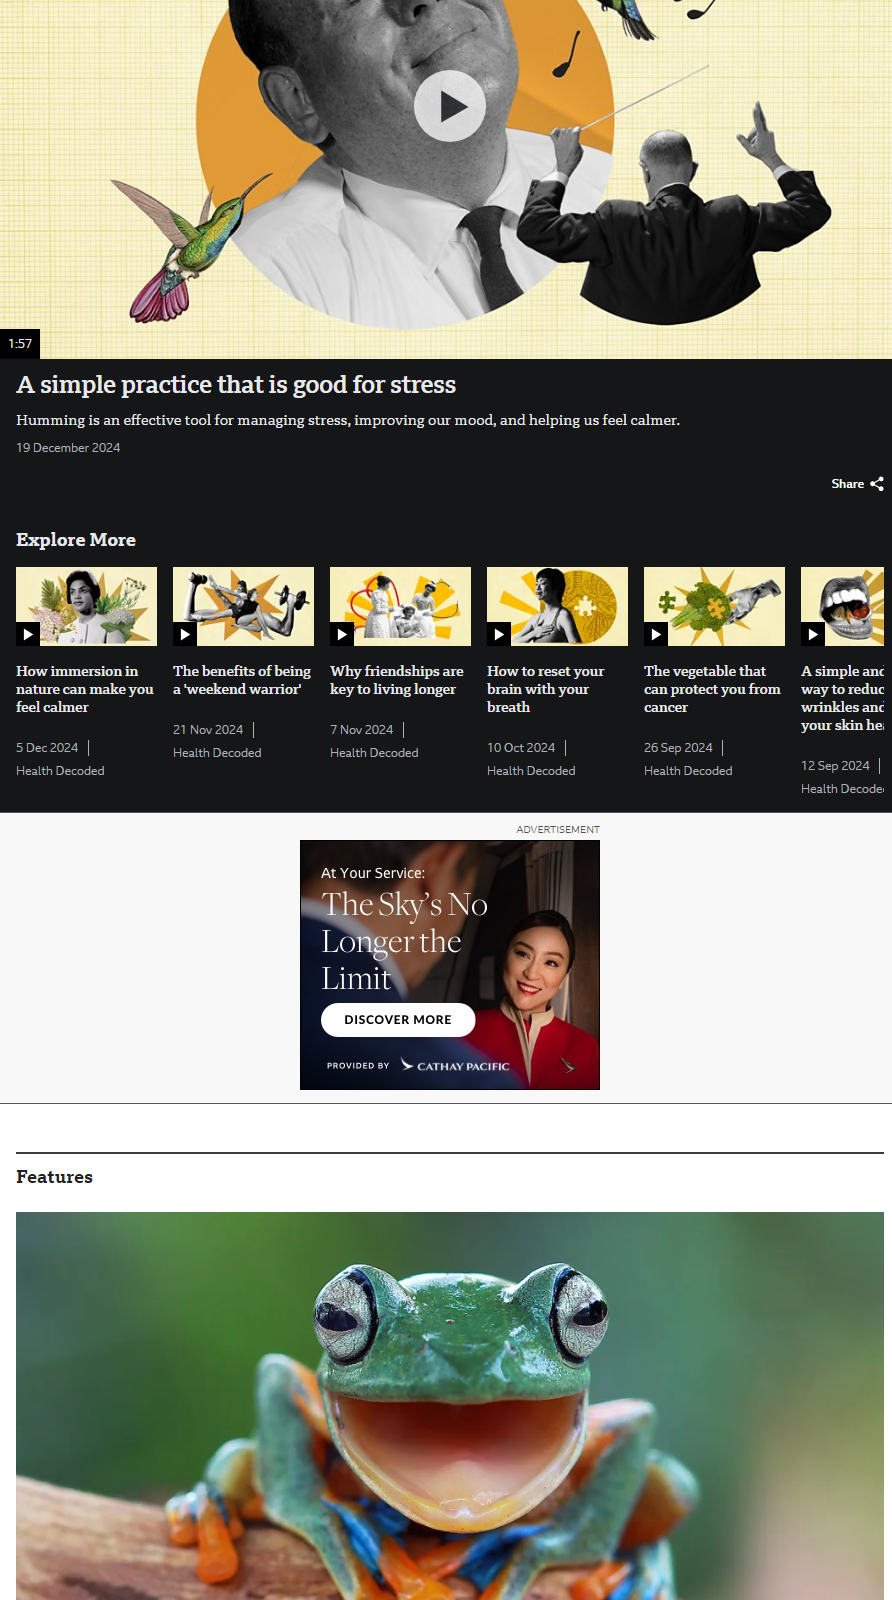 1:57
A simple practice that is good for stress
Humming is an effective tool for managing stress, improving our mood, and helping us feel calmer.
19 December 2024
Share
Explore More
How immersion in
nature can make you
feel calmer
5 Dec 2024
Health Decoded
The benefits of being
a 'weekend warrior'
21 Nov 2024
Health Decoded
Why friendships are
key to living longer
7 Nov 2024
Health Decoded
How to reset your
brain with your
breath
10 Oct 2024
Health Decoded
The vegetable that
can protect you from
cancer
26 Sep 2024
Health Decoded
A simple and
way to reduc
wrinkles and
your skin hea
12 Sep 2024
Health Decode
ADVERTISEMENT
At Your Service:
The Sky's No
Longer the
Limit
DISCOVER MORE
PROVIDED BY CATHAY PACIFIC
Features